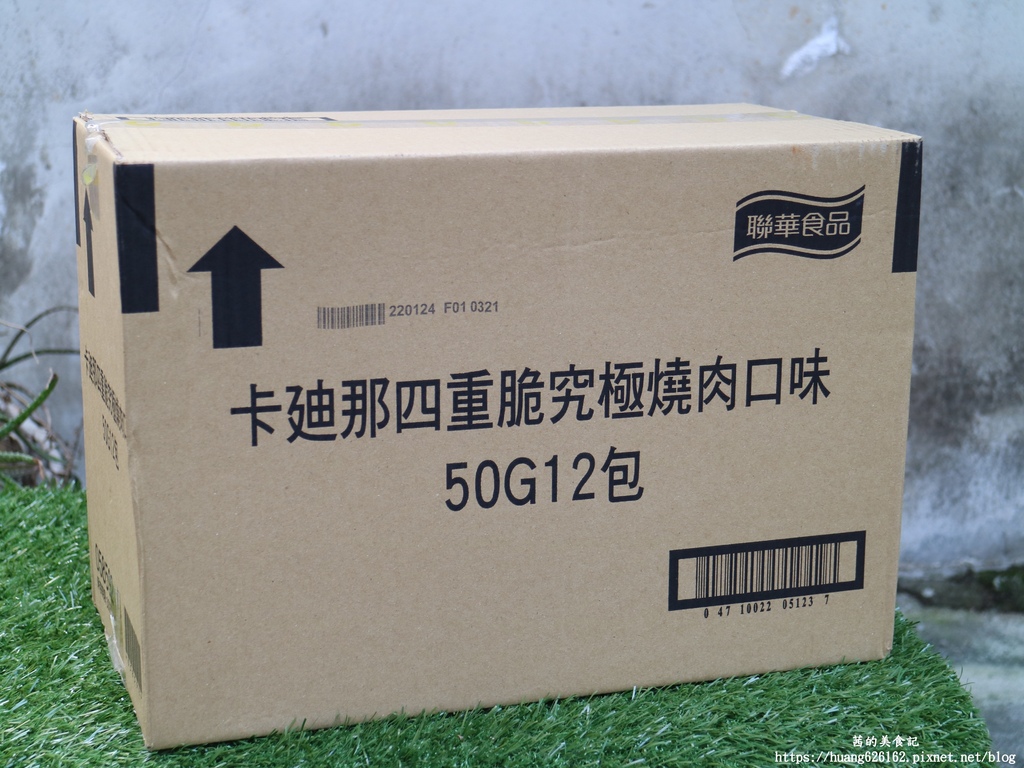 聯華食品
220124 F01 0321
卡廸那四重脆究極燒肉口味
50G12包
0 47 10022 05123 7
茜的美食記
https://huang626162.pixnet.net/blog